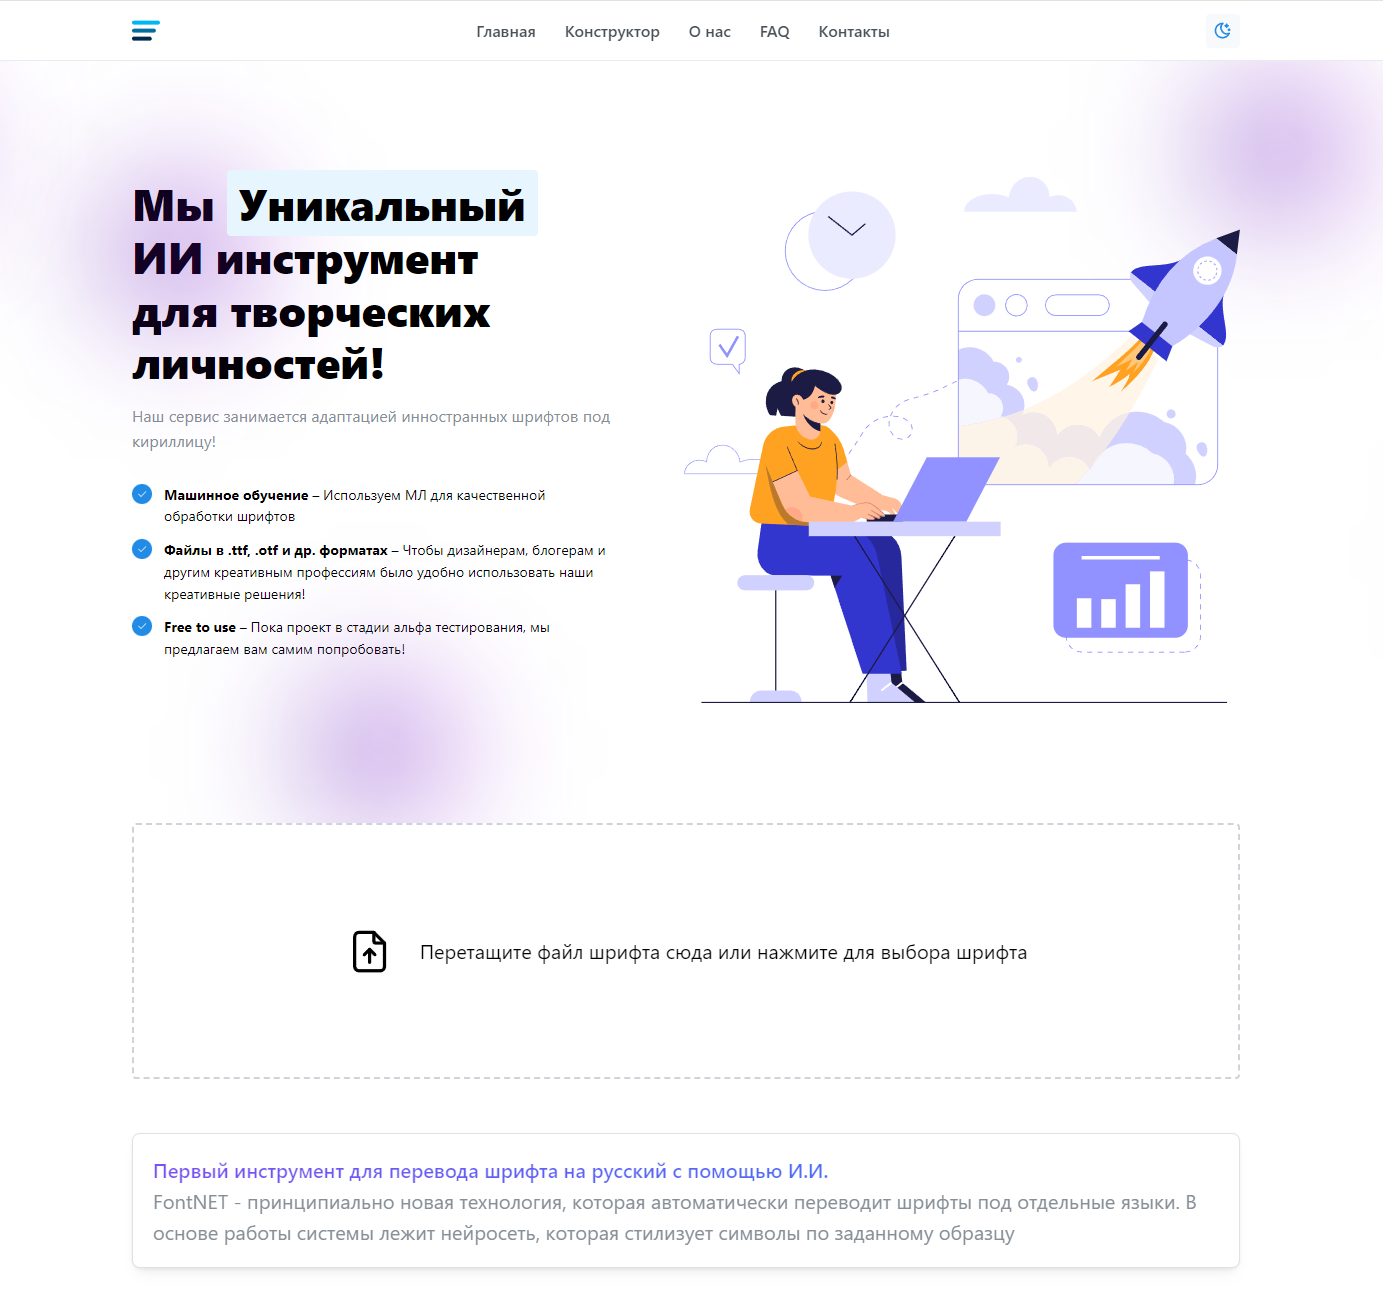 Главная Конструктор О нас FAQ Контакты
Мы Уникальный
ИИ инструмент
для творческих
личностей!
Наш сервис занимается адаптацией инностранных шрифтов под
кириллицу!
Машинное обучение – Используем МЛ для качественной
обработки шрифтов
Файлы в .ttf, .otf и др. форматах – Чтобы дизайнерам, блогерам и
другим креативным профессиям было удобно использовать наши
креативные решения!
Free to use – Пока проект в стадии альфа тестирования, мы
предлагаем вам самим попробовать!
Перетащите файл шрифта сюда или нажмите для выбора шрифта
Первый инструмент для перевода шрифта на русский с помощью И.И.
FontNET - принципиально новая технология, которая автоматически переводит шрифты под отдельные языки. В
основе работы системы лежит нейросеть, которая стилизует символы по заданному образцу